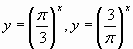 y = (π/3)^x, y = (3/π)^x